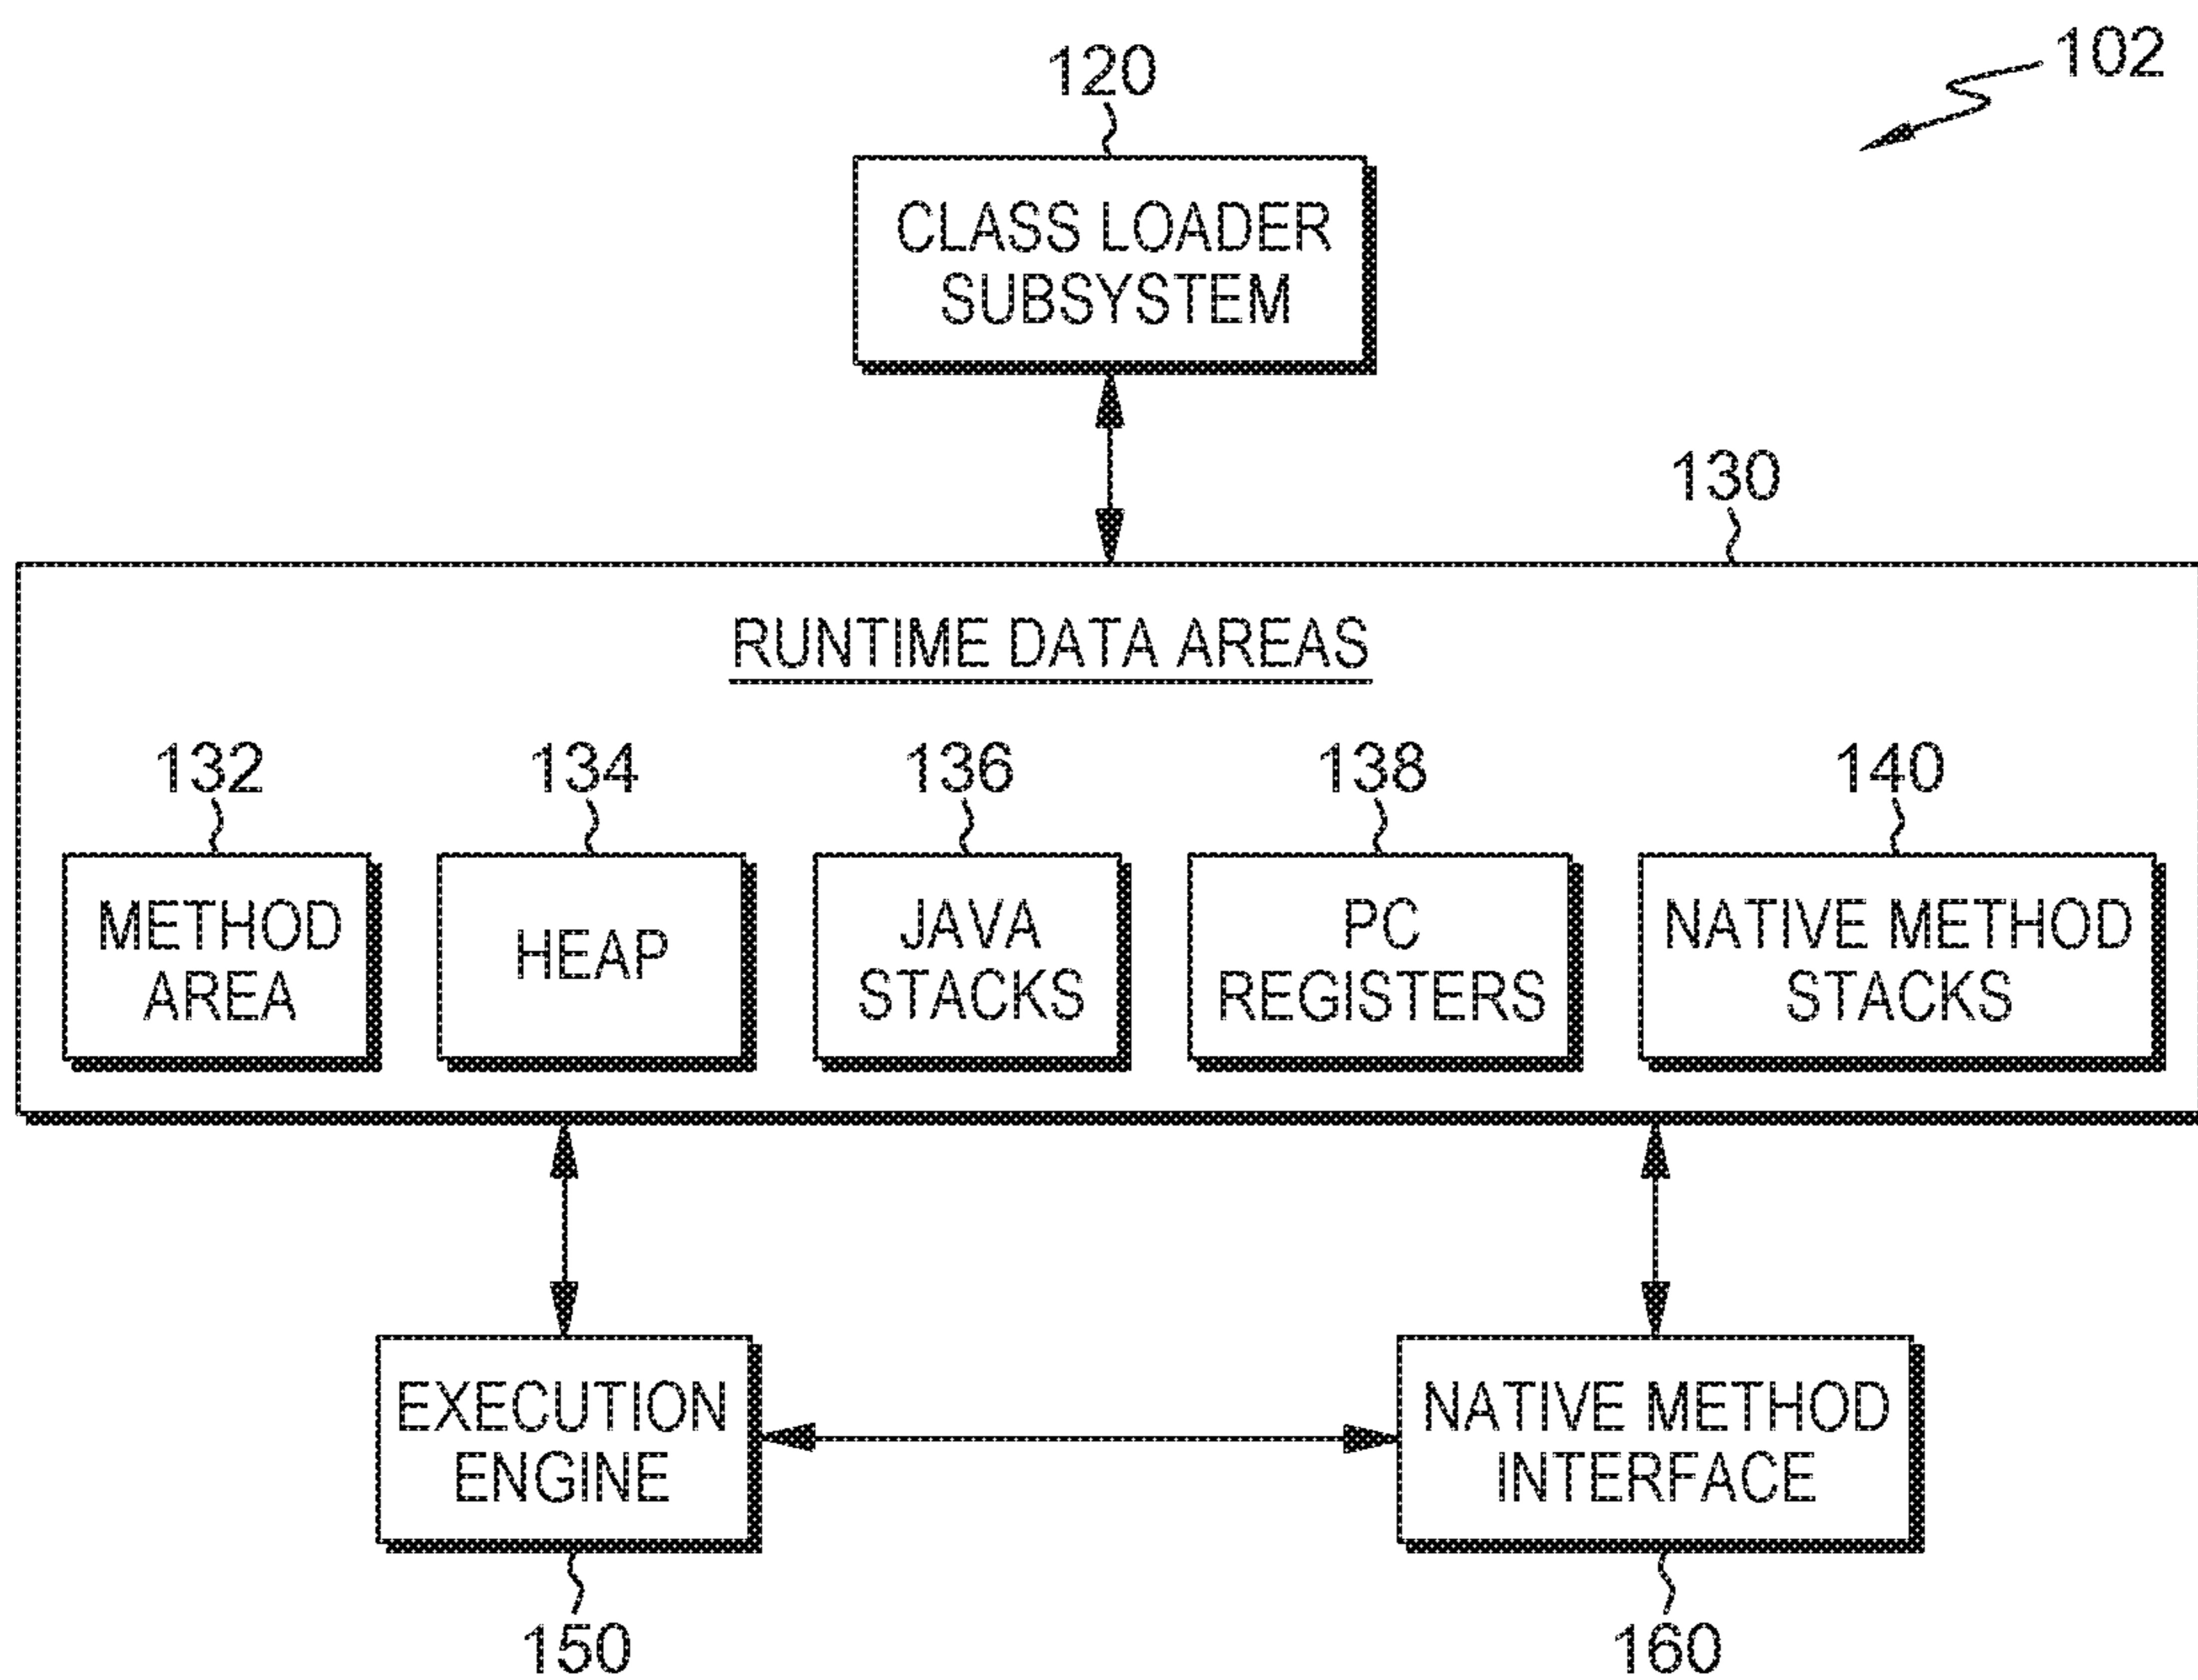 102
120
CLASS LOADER
SUBSYSTEM
130
RUNTIME DATA AREAS
132
134
136
138
140
METHOD
AREA
HEAP
JAVA
STACKS
PC
REGISTERS
NATIVE METHOD
STACKS
EXECUTION
ENGINE
NATIVE METHOD
INTERFACE
150
160